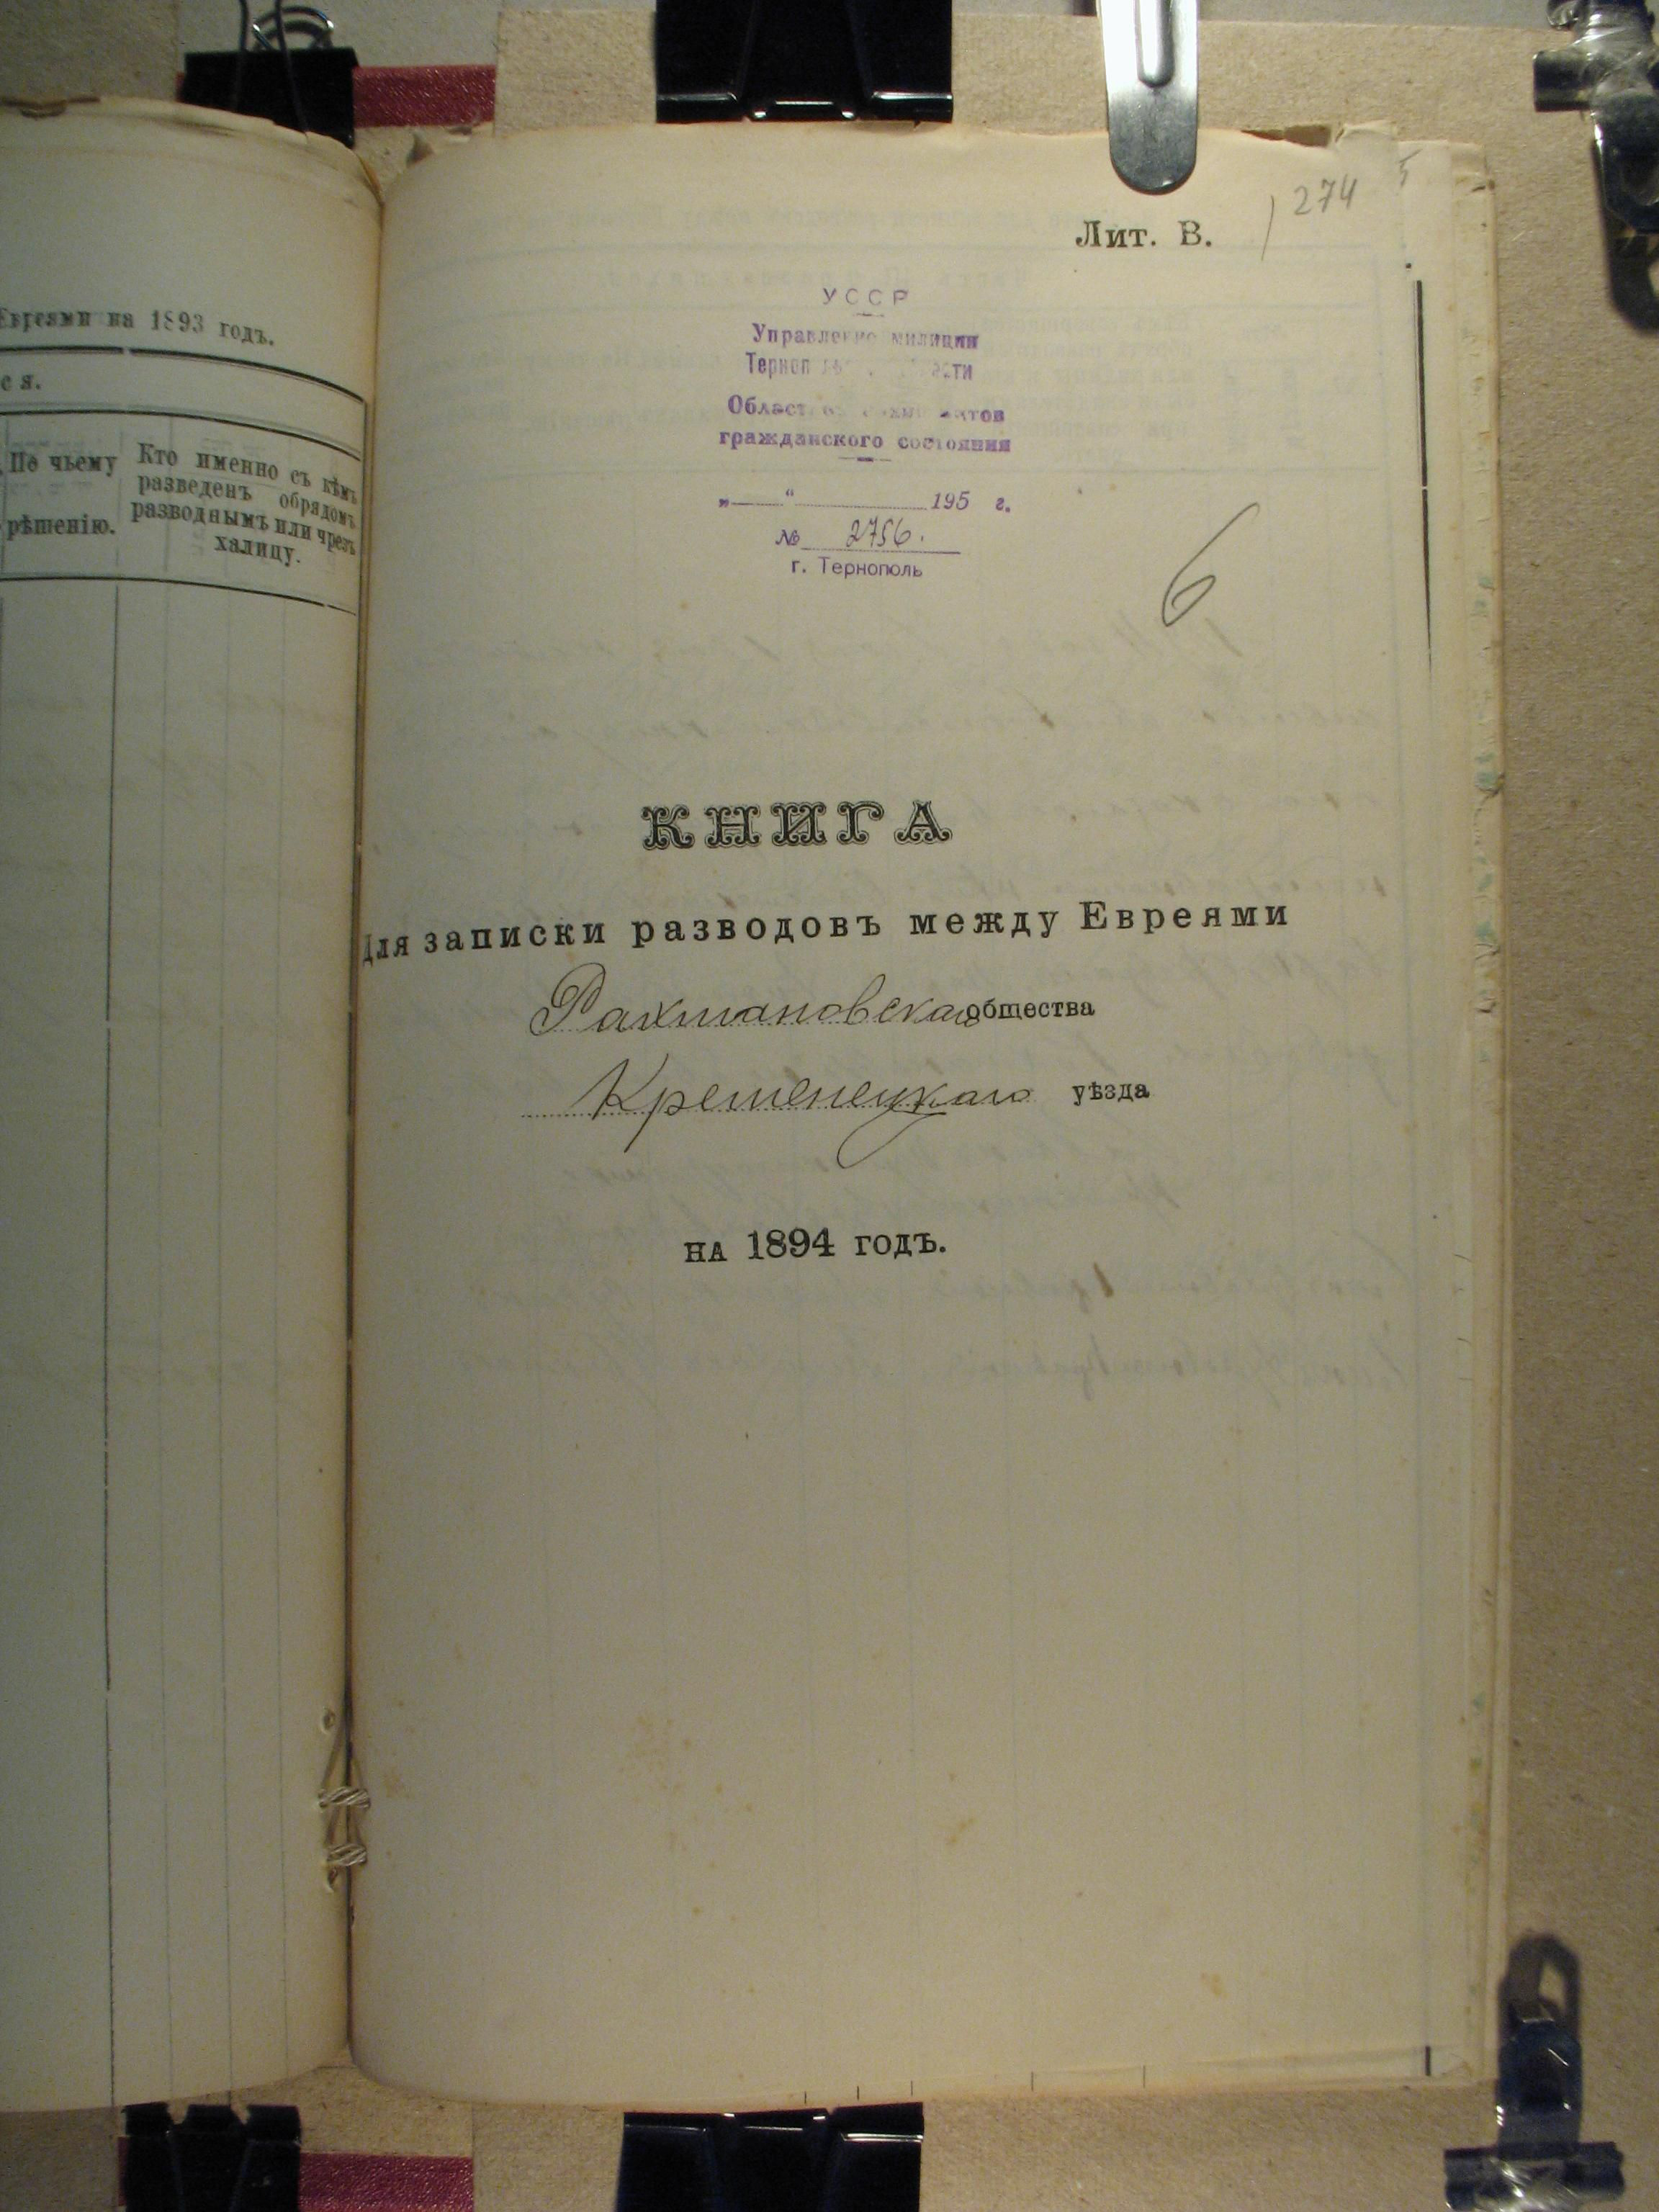 Евреями на 1893 годъ.
ся.
По чьему
рѣшенію.
Кто именно съ кѣмъ
разведенъ обрядомъ
разводнымъ или чрезъ
халицу.
274
Лит. В.
УССР
Управление милиции
гражданского состояния
„ “ 195 г.
№ 2756.
г. Тернополь
6
КНИГА
Для записки разводовъ между Евреями
Рахмановскаго общества
Кременецкаго уѣзда
на 1894 годъ.